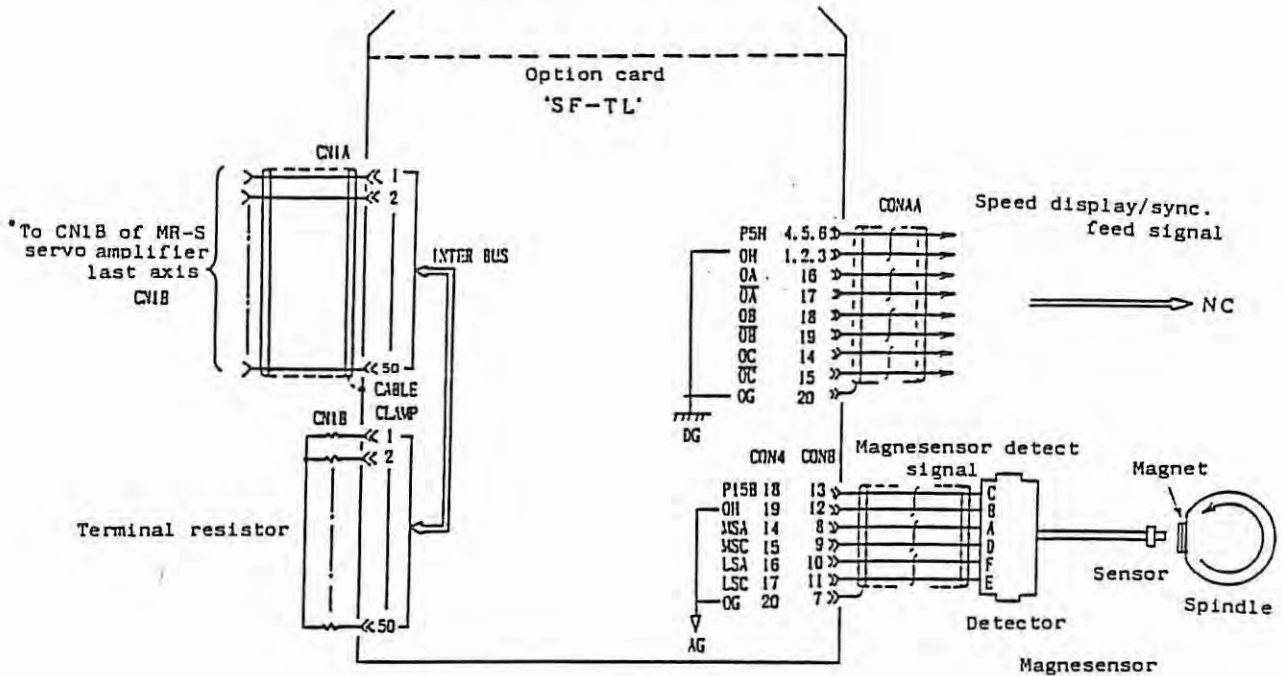 Option card
'SF-TL'
CN1A
1
2
*To CN1B of MR-S
servo amplifier
last axis
CN1B
INTER BUS
50
CABLE
CLAMP
CN1B
1
2
Terminal resistor
50
CONAA
Speed display/sync.
feed signal
P5H 4.5.6
OH 1.2.3
OA 16
O̅A̅ 17
OB 18
O̅B̅ 19
OC 14
O̅C̅ 15
OG 20
NC
DG
CON4 CON8
Magnesensor detect
signal
P15B 18 13 C
OH 19 12 B
MSA 14 8 A
MSC 15 9 D
LSA 16 10 F
LSC 17 11 E
OG 20 7
AG
Magnet
Sensor
Spindle
Detector
Magnesensor